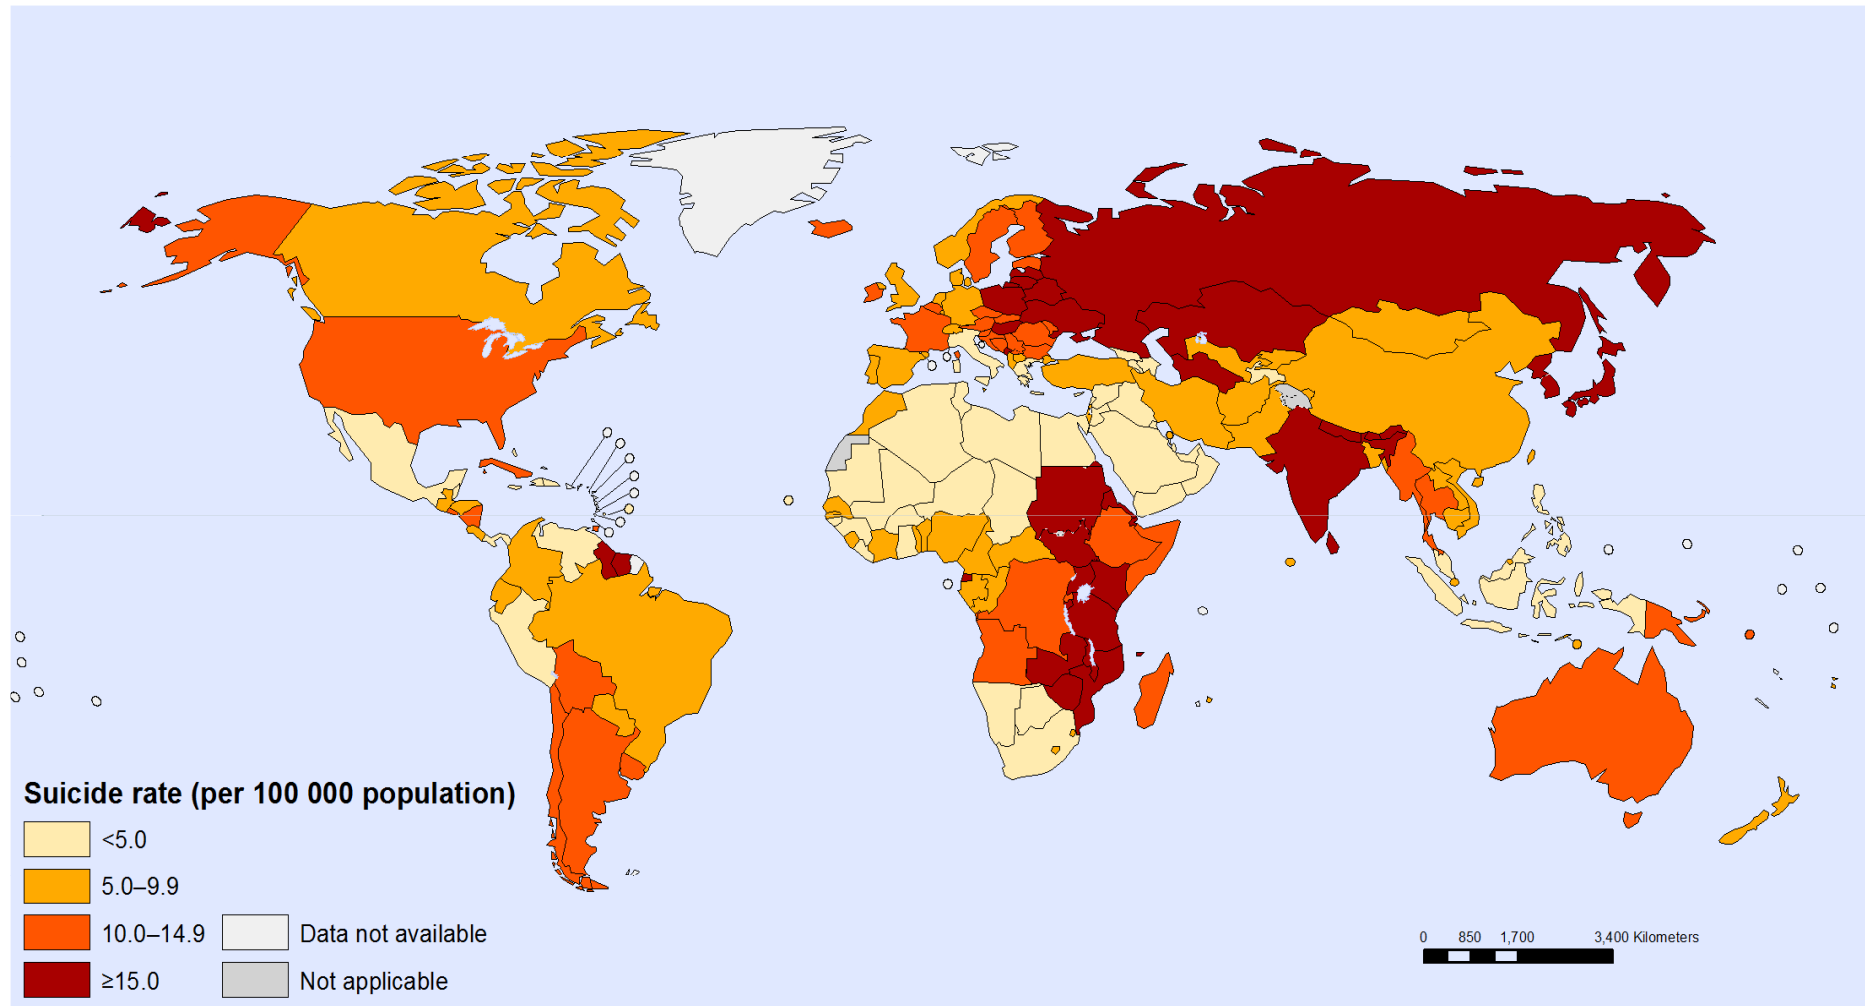 Suicide rate (per 100 000 population)
<5.0
5.0–9.9
10.0–14.9
Data not available
≥15.0
Not applicable
0 850 1,700 3,400 Kilometers